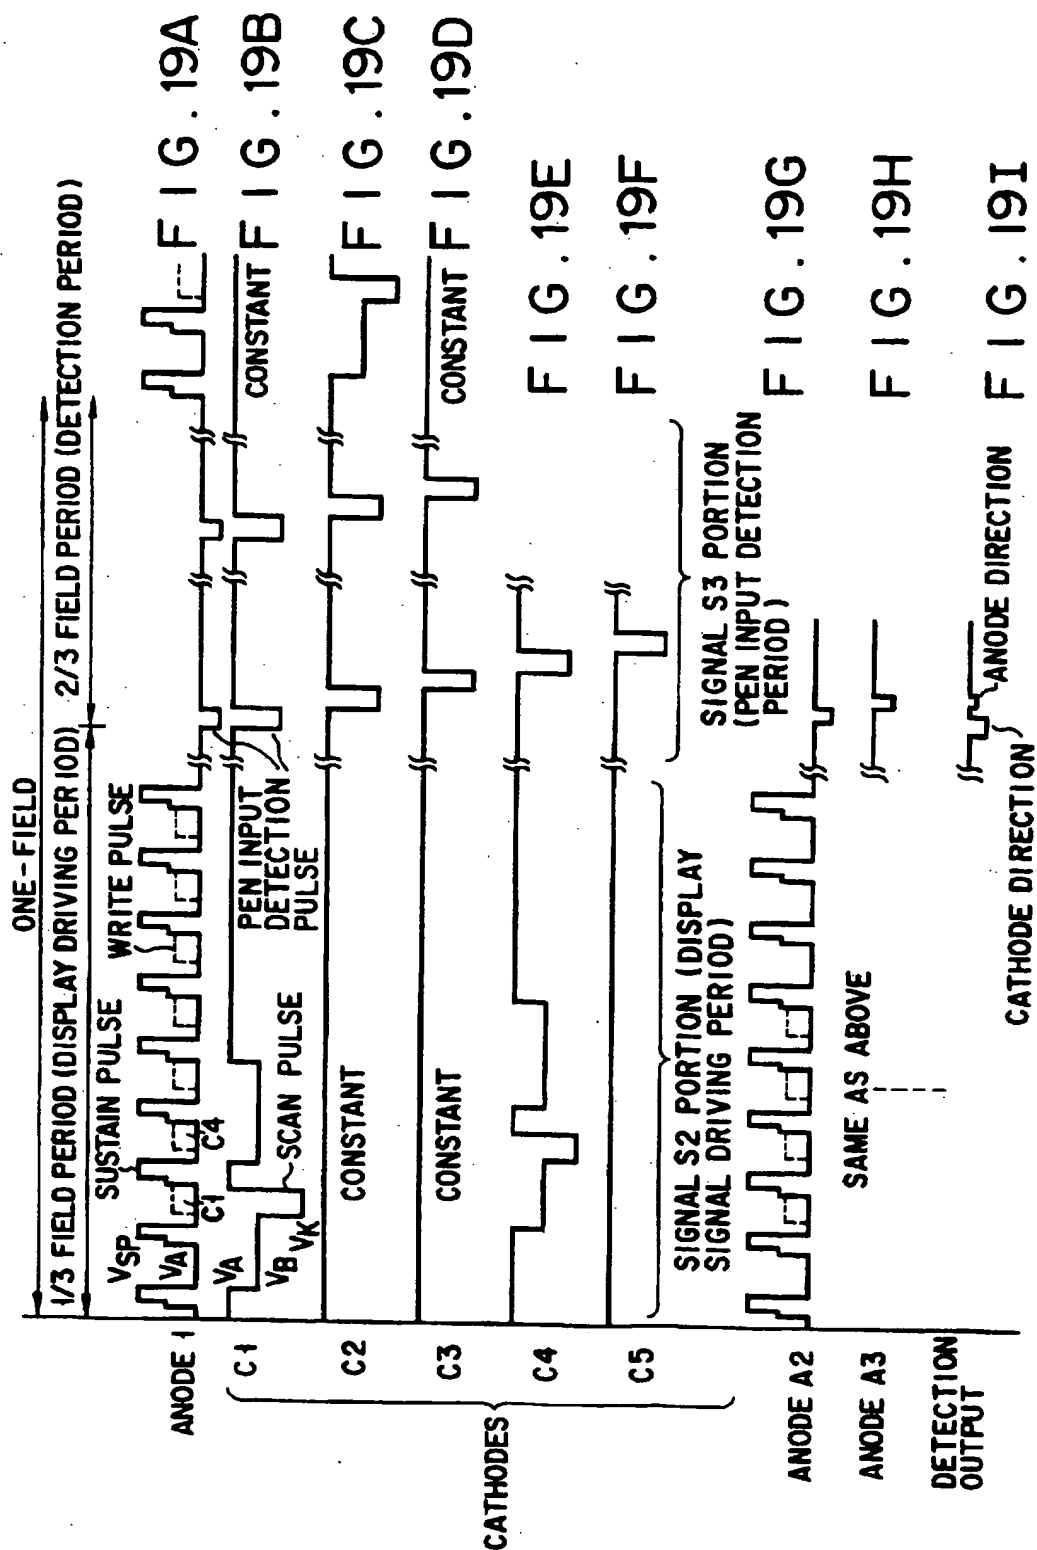 ONE-FIELD
1/3 FIELD PERIOD (DISPLAY DRIVING PERIOD)
2/3 FIELD PERIOD (DETECTION PERIOD)
SUSTAIN PULSE
WRITE PULSE
VSP
VA
C1
C4
ANODE 1
FIG. 19A
VA
VB
VK
SCAN PULSE
PEN INPUT
DETECTION
PULSE
C1
CONSTANT
FIG. 19B
C2
CONSTANT
FIG. 19C
C3
CONSTANT
CONSTANT
FIG. 19D
CATHODES
C4
FIG. 19E
C5
FIG. 19F
SIGNAL S2 PORTION (DISPLAY
SIGNAL DRIVING PERIOD)
SIGNAL S3 PORTION
(PEN INPUT DETECTION
PERIOD)
ANODE A2
FIG. 19G
ANODE A3
SAME AS ABOVE
FIG. 19H
DETECTION
OUTPUT
ANODE DIRECTION
CATHODE DIRECTION
FIG. 19I